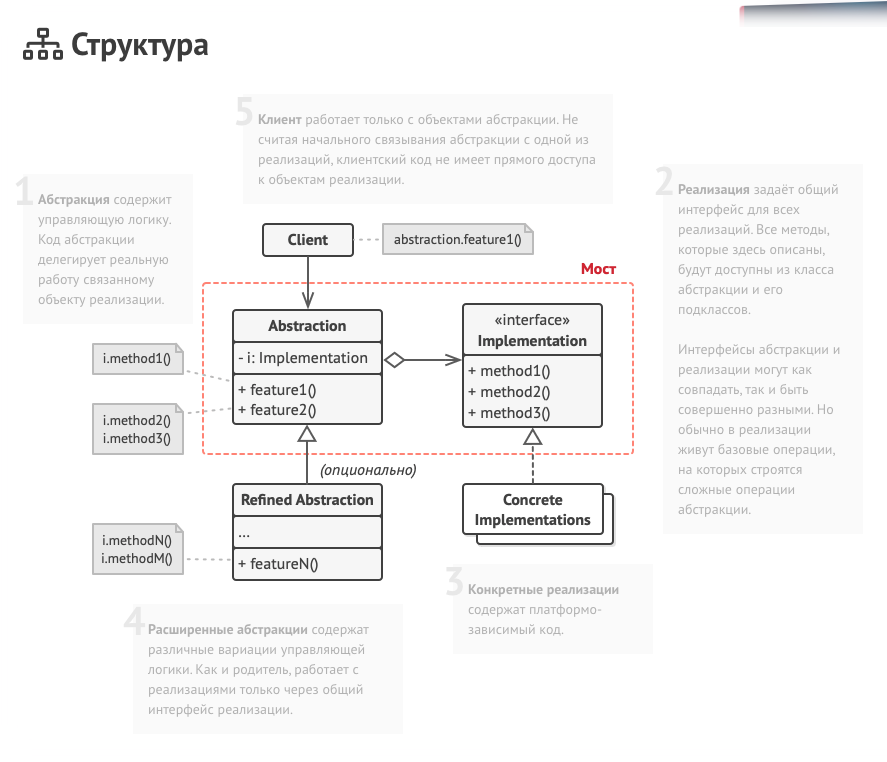 Структура
5
Клиент работает только с объектами абстракции. Не
считая начального связывания абстракции с одной из
реализаций, клиентский код не имеет прямого доступа
к объектам реализации.
1
Абстракция содержит
управляющую логику.
Код абстракции
делегирует реальную
работу связанному
объекту реализации.
2
Реализация задаёт общий
интерфейс для всех
реализаций. Все методы,
которые здесь описаны,
будут доступны из класса
абстракции и его
подклассов.
Интерфейсы абстракции и
реализации могут как
совпадать, так и быть
совершенно разными. Но
обычно в реализации
живут базовые операции,
на которых строятся
сложные операции
абстракции.
Client
abstraction.feature1()
Мост
Abstraction
- i: Implementation
+ feature1()
+ feature2()
«interface»
Implementation
+ method1()
+ method2()
+ method3()
i.method1()
i.method2()
i.method3()
(опционально)
Refined Abstraction
...
+ featureN()
Concrete
Implementations
i.methodN()
i.methodM()
3
Конкретные реализации
содержат платформо-
зависимый код.
4
Расширенные абстракции содержат
различные вариации управляющей
логики. Как и родитель, работает с
реализациями только через общий
интерфейс реализации.